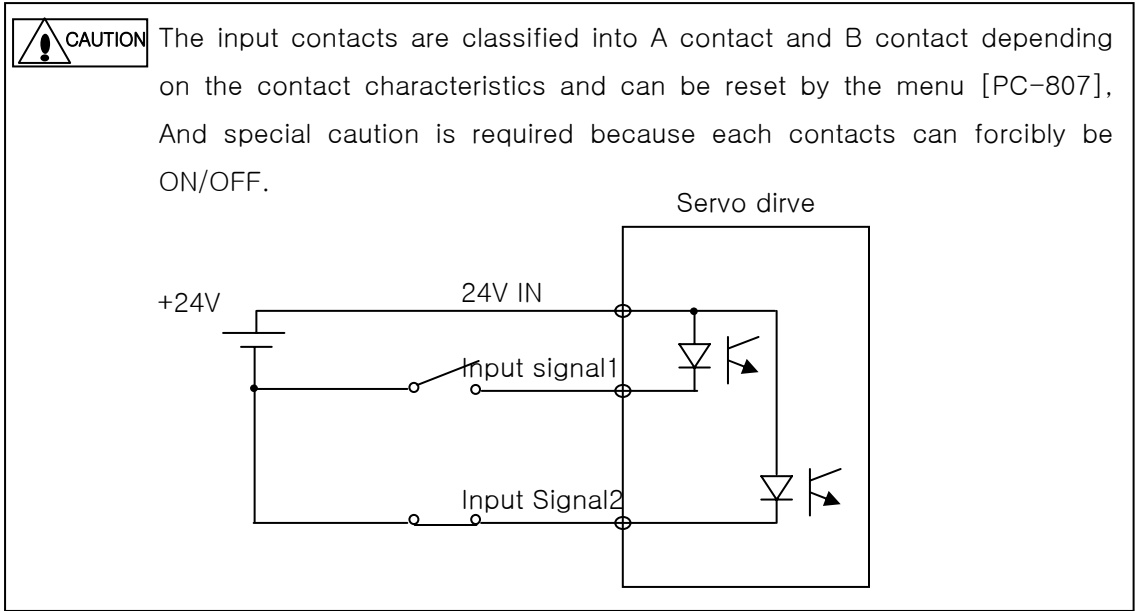 CAUTION The input contacts are classified into A contact and B contact depending
on the contact characteristics and can be reset by the menu [PC-807],
And special caution is required because each contacts can forcibly be
ON/OFF.
Servo dirve
+24V
24V IN
Input signal1
Input Signal2